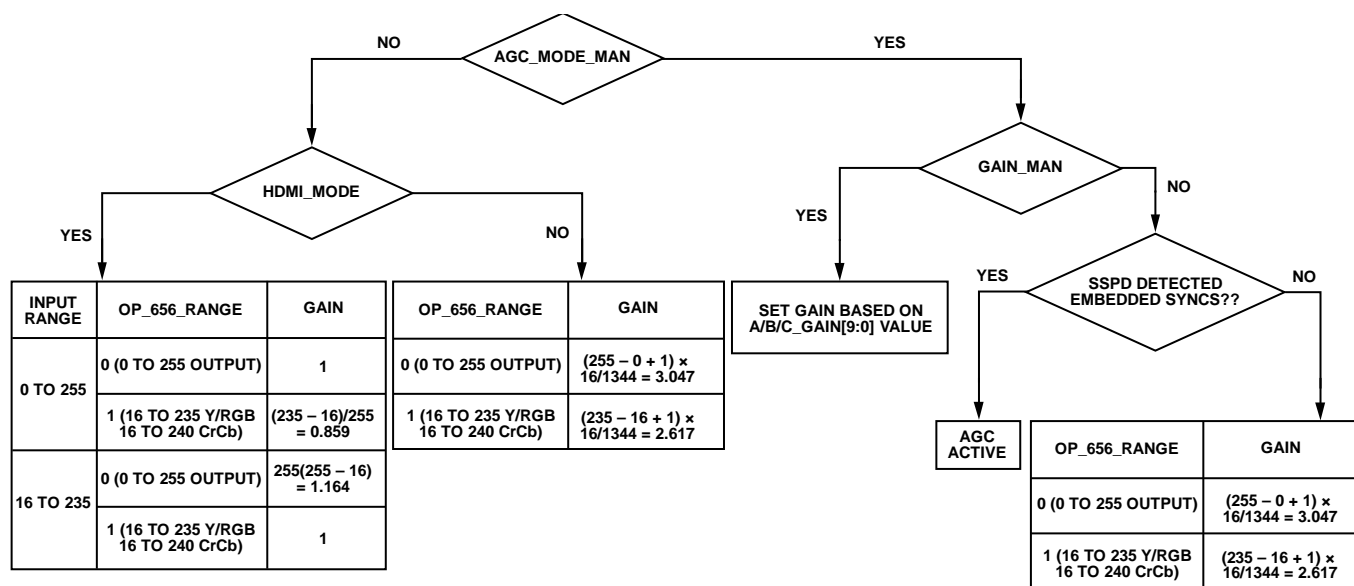 NO
YES
AGC_MODE_MAN
HDMI_MODE
YES
NO
GAIN_MAN
YES
NO
SSPD DETECTED
EMBEDDED SYNCS??
YES
NO
INPUT
RANGE
OP_656_RANGE
GAIN
0 TO 255
0 (0 TO 255 OUTPUT)
1
1 (16 TO 235 Y/RGB
16 TO 240 CrCb)
(235 – 16)/255
= 0.859
16 TO 235
0 (0 TO 255 OUTPUT)
255(255 – 16)
= 1.164
1 (16 TO 235 Y/RGB
16 TO 240 CrCb)
1
OP_656_RANGE
GAIN
0 (0 TO 255 OUTPUT)
(255 – 0 + 1) ×
16/1344 = 3.047
1 (16 TO 235 Y/RGB
16 TO 240 CrCb)
(235 – 16 + 1) ×
16/1344 = 2.617
SET GAIN BASED ON
A/B/C_GAIN[9:0] VALUE
AGC
ACTIVE
OP_656_RANGE
GAIN
0 (0 TO 255 OUTPUT)
(255 – 0 + 1) ×
16/1344 = 3.047
1 (16 TO 235 Y/RGB
16 TO 240 CrCb)
(235 – 16 + 1) ×
16/1344 = 2.617